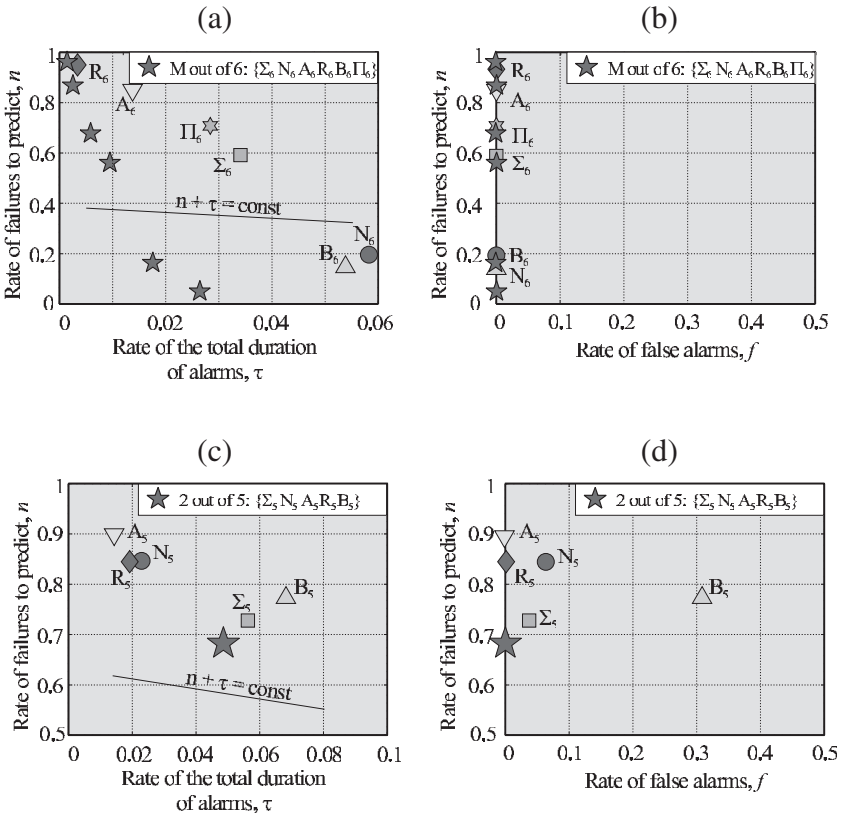 (a)
M out of 6: {Σ₆ N₆ A₆ R₆ B₆ Π₆}
Rate of failures to predict, n
1
0.8
0.6
0.4
0.2
0
R₆
A₆
Π₆
Σ₆
n + τ = const
N₆
B₆
0 0.02 0.04 0.06
Rate of the total duration
of alarms, τ
(b)
M out of 6: {Σ₆ N₆ A₆ R₆ B₆ Π₆}
Rate of failures to predict, n
1
0.8
0.6
0.4
0.2
0
R₆
A₆
Π₆
Σ₆
B₆
N₆
0 0.1 0.2 0.3 0.4 0.5
Rate of false alarms, f
(c)
2 out of 5: {Σ₅ N₅ A₅ R₅ B₅}
Rate of failures to predict, n
1
0.9
0.8
0.7
0.6
0.5
A₅
N₅
R₅
B₅
Σ₅
n + τ = const
0 0.02 0.04 0.06 0.08 0.1
Rate of the total duration
of alarms, τ
(d)
2 out of 5: {Σ₅ N₅ A₅ R₅ B₅}
Rate of failures to predict, n
1
0.9
0.8
0.7
0.6
0.5
A₅
N₅
R₅
B₅
Σ₅
0 0.1 0.2 0.3 0.4 0.5
Rate of false alarms, f